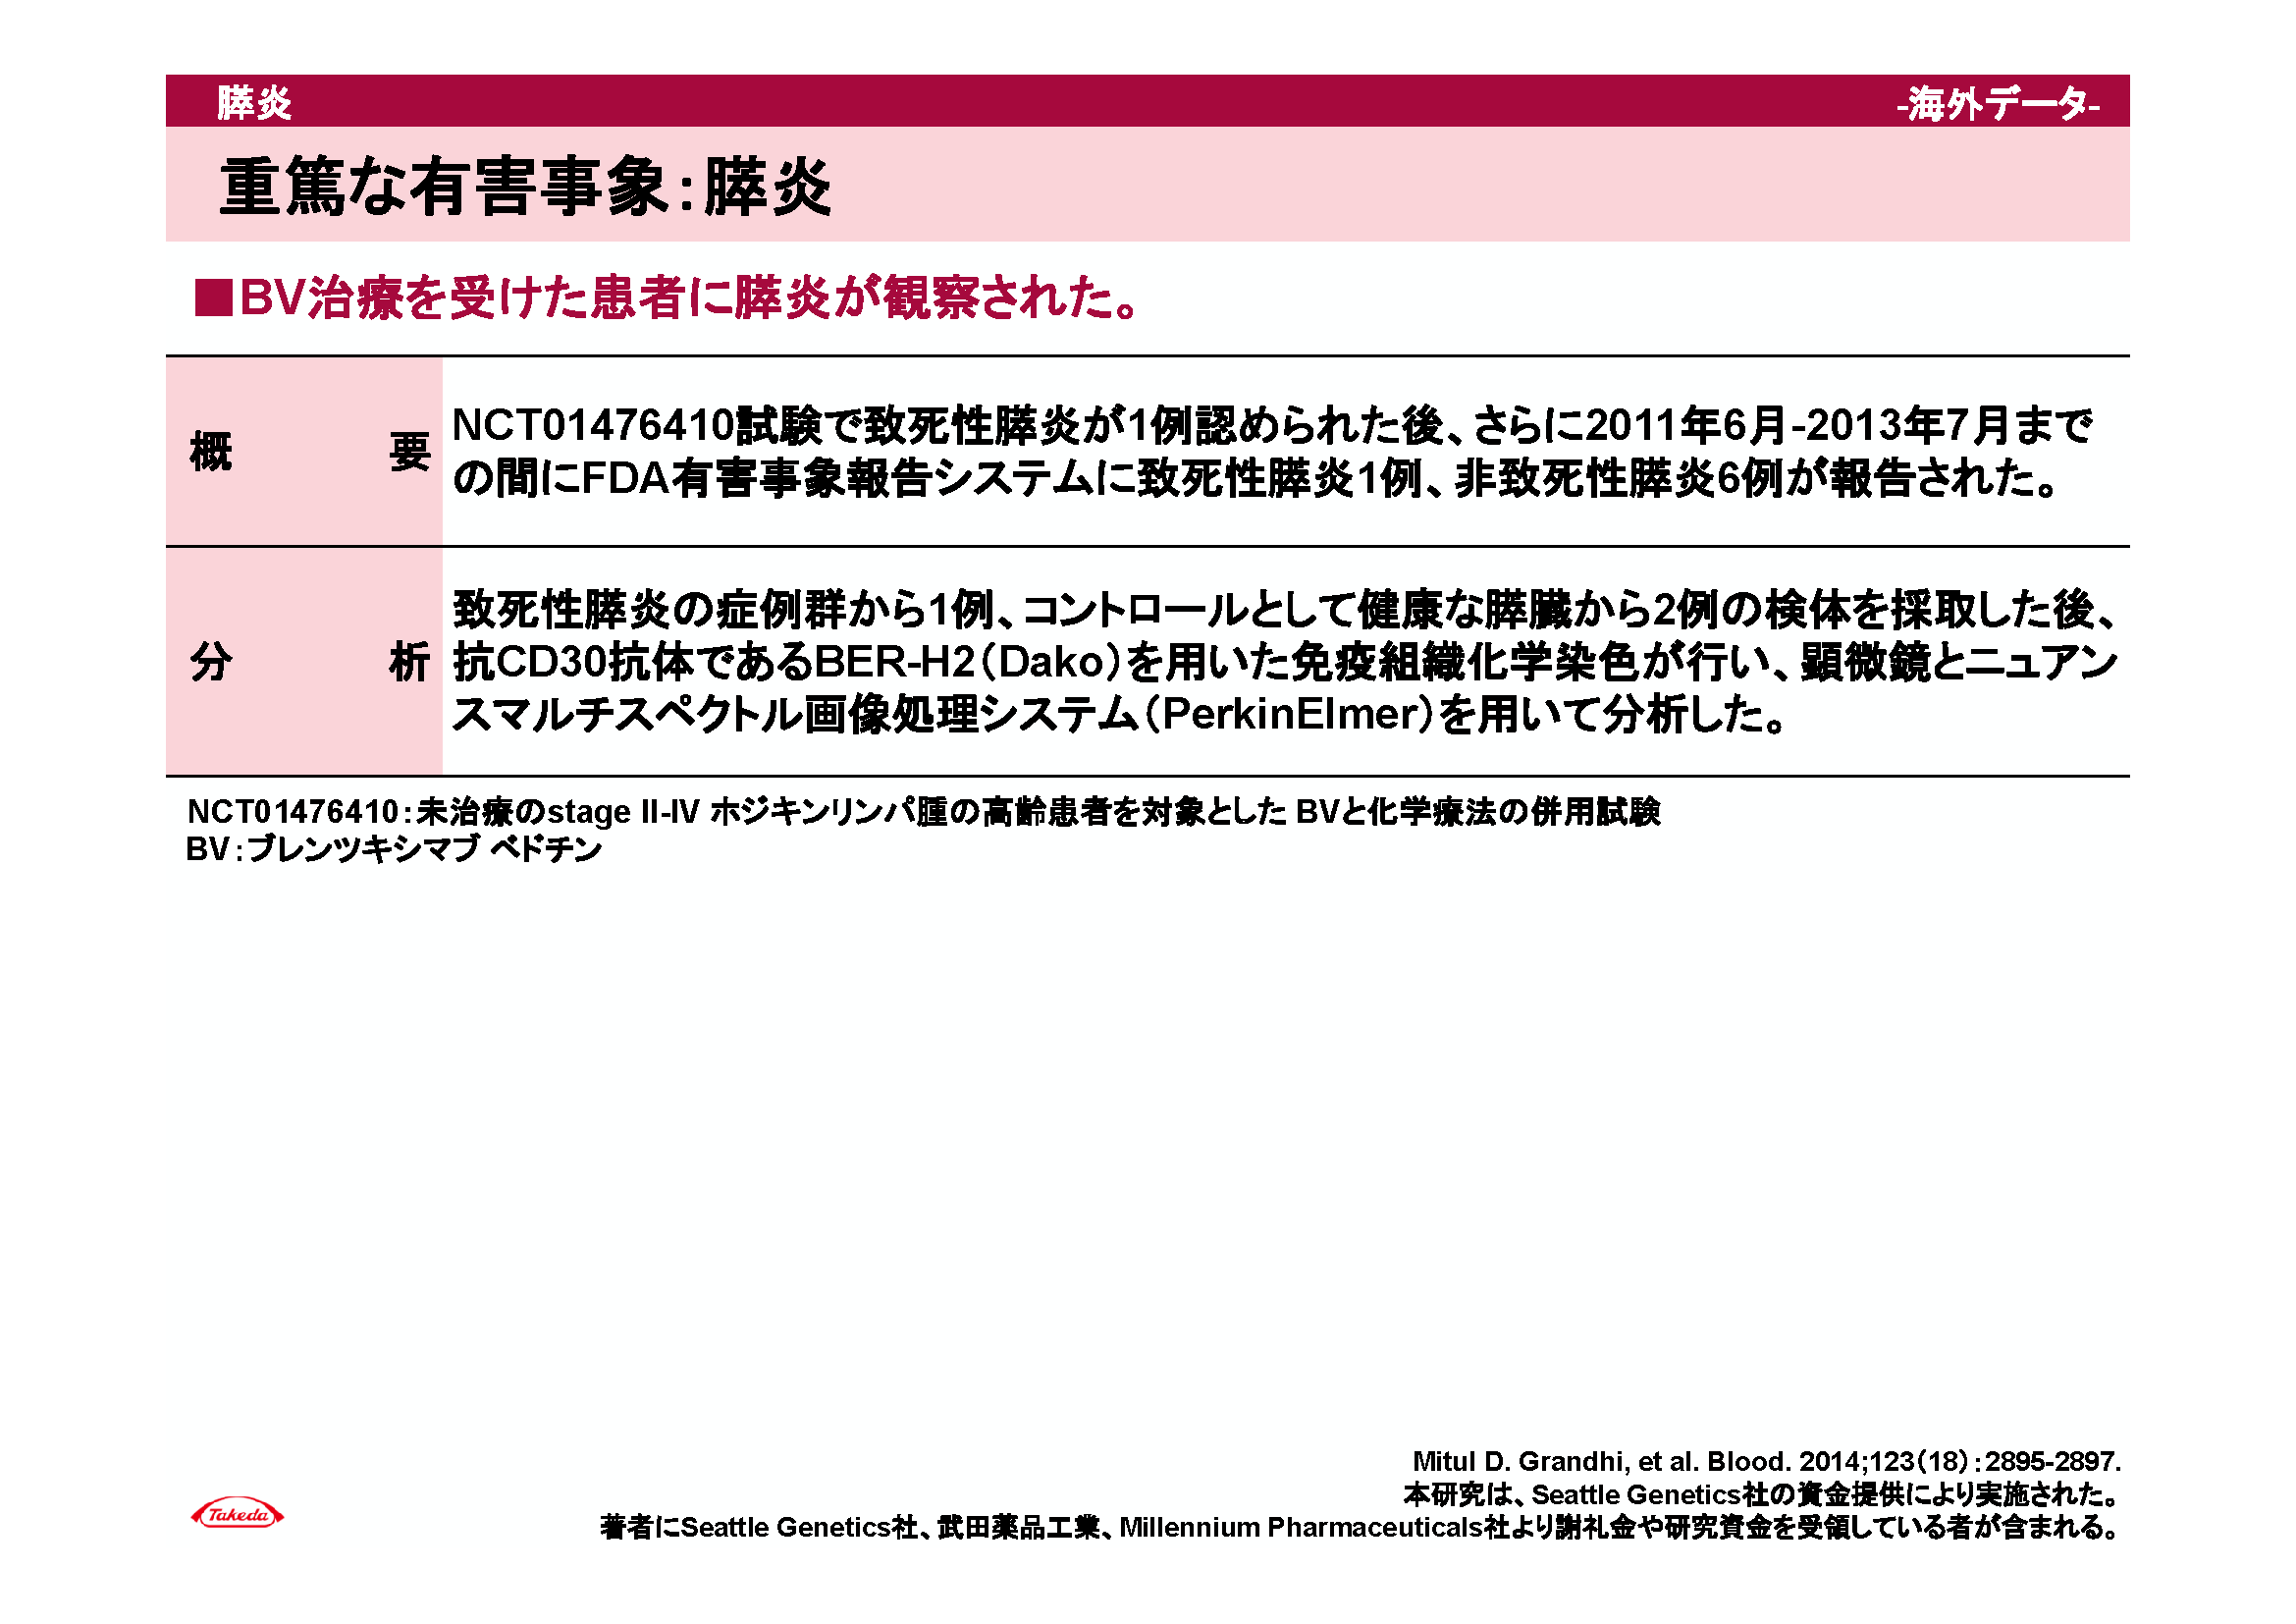 膵炎
-海外データ-
重篤な有害事象：膵炎
■BV治療を受けた患者に膵炎が観察された。
概要
NCT01476410試験で致死性膵炎が1例認められた後、さらに2011年6月-2013年7月まで
の間にFDA有害事象報告システムに致死性膵炎1例、非致死性膵炎6例が報告された。
分析
致死性膵炎の症例群から1例、コントロールとして健康な膵臓から2例の検体を採取した後、
抗CD30抗体であるBER-H2（Dako）を用いた免疫組織化学染色が行い、顕微鏡とニュアン
スマルチスペクトル画像処理システム（PerkinElmer）を用いて分析した。
NCT01476410：未治療のstage II-IV ホジキンリンパ腫の高齢患者を対象とした BVと化学療法の併用試験
BV：ブレンツキシマブ ベドチン
Mitul D. Grandhi, et al. Blood. 2014;123（18）：2895-2897.
本研究は、Seattle Genetics社の資金提供により実施された。
著者にSeattle Genetics社、武田薬品工業、Millennium Pharmaceuticals社より謝礼金や研究資金を受領している者が含まれる。
Takeda